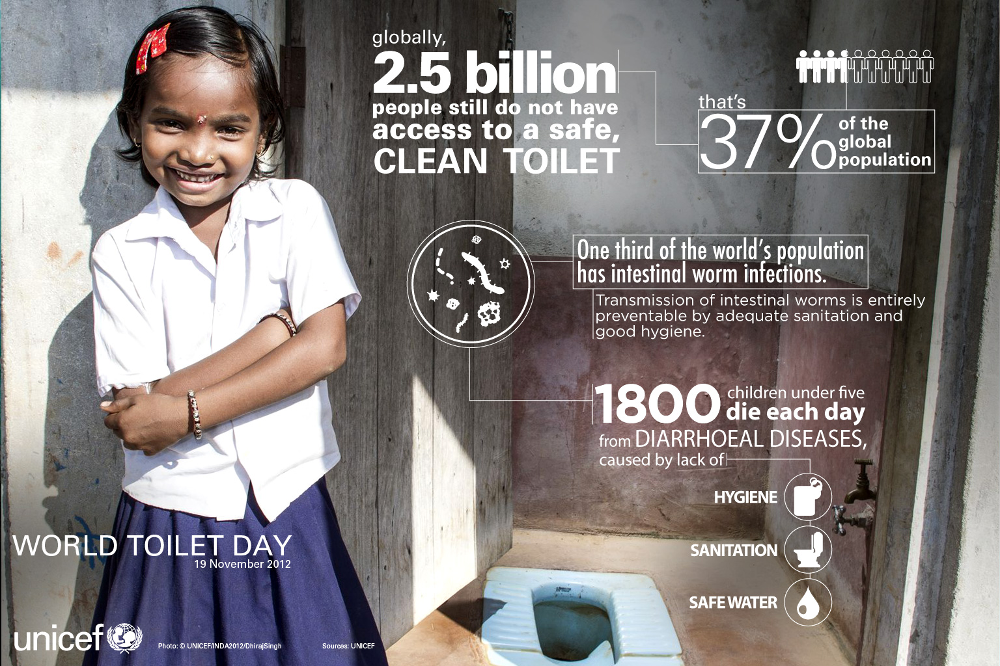 globally,
2.5 billion
people still do not have
access to a safe,
CLEAN TOILET
that's
37%
of the
global
population
One third of the world's population
has intestinal worm infections.
Transmission of intestinal worms is entirely
preventable by adequate sanitation and
good hygiene.
1800 children under five
die each day
from DIARRHOEAL DISEASES,
caused by lack of
HYGIENE
SANITATION
SAFE WATER
WORLD TOILET DAY
19 November 2012
unicef
Photo: © UNICEF/INDA2012/DhirajSingh
Sources: UNICEF